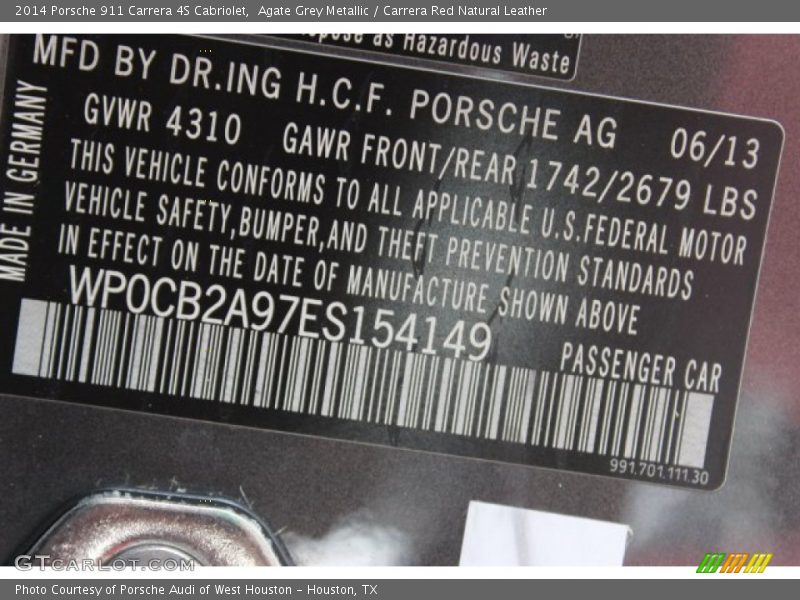 2014 Porsche 911 Carrera 4S Cabriolet,  Agate Grey Metallic / Carrera Red Natural Leather
as Hazardous Waste
MFD BY DR.ING H.C.F. PORSCHE AG 06/13
GVWR 4310 GAWR FRONT/REAR 1742/2679 LBS
THIS VEHICLE CONFORMS TO ALL APPLICABLE U.S.FEDERAL MOTOR
VEHICLE SAFETY,BUMPER,AND THEFT PREVENTION STANDARDS
IN EFFECT ON THE DATE OF MANUFACTURE SHOWN ABOVE
WP0CB2A97ES154149
PASSENGER CAR
991.701.111.30
MADE IN GERMANY
GTCARLOT.COM
Photo Courtesy of Porsche Audi of West Houston - Houston, TX